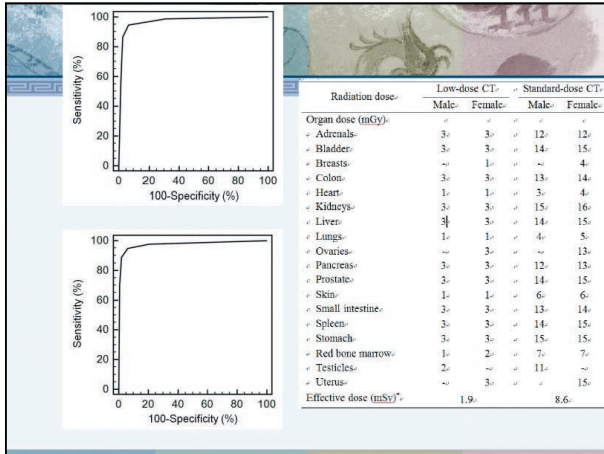 Sensitivity (%)
100
80
60
40
20
0
0 20 40 60 80 100
100-Specificity (%)
Sensitivity (%)
100
80
60
40
20
0
0 20 40 60 80 100
100-Specificity (%)
Radiation dose Low-dose CT Standard-dose CT
Male Female Male Female
Organ dose (mGy)
Adrenals 3 3 12 12
Bladder 3 3 14 15
Breasts - 1 - 4
Colon 3 3 13 14
Heart 1 1 3 4
Kidneys 3 3 15 16
Liver 3 3 14 15
Lungs 1 1 4 5
Ovaries - 3 - 13
Pancreas 3 3 12 13
Prostate 3 3 14 15
Skin 1 1 6 6
Small intestine 3 3 13 14
Spleen 3 3 14 15
Stomach 3 3 15 15
Red bone marrow 1 2 7 7
Testicles 2 - 11 -
Uterus - 3 15
Effective dose (mSv)* 1.9 8.6